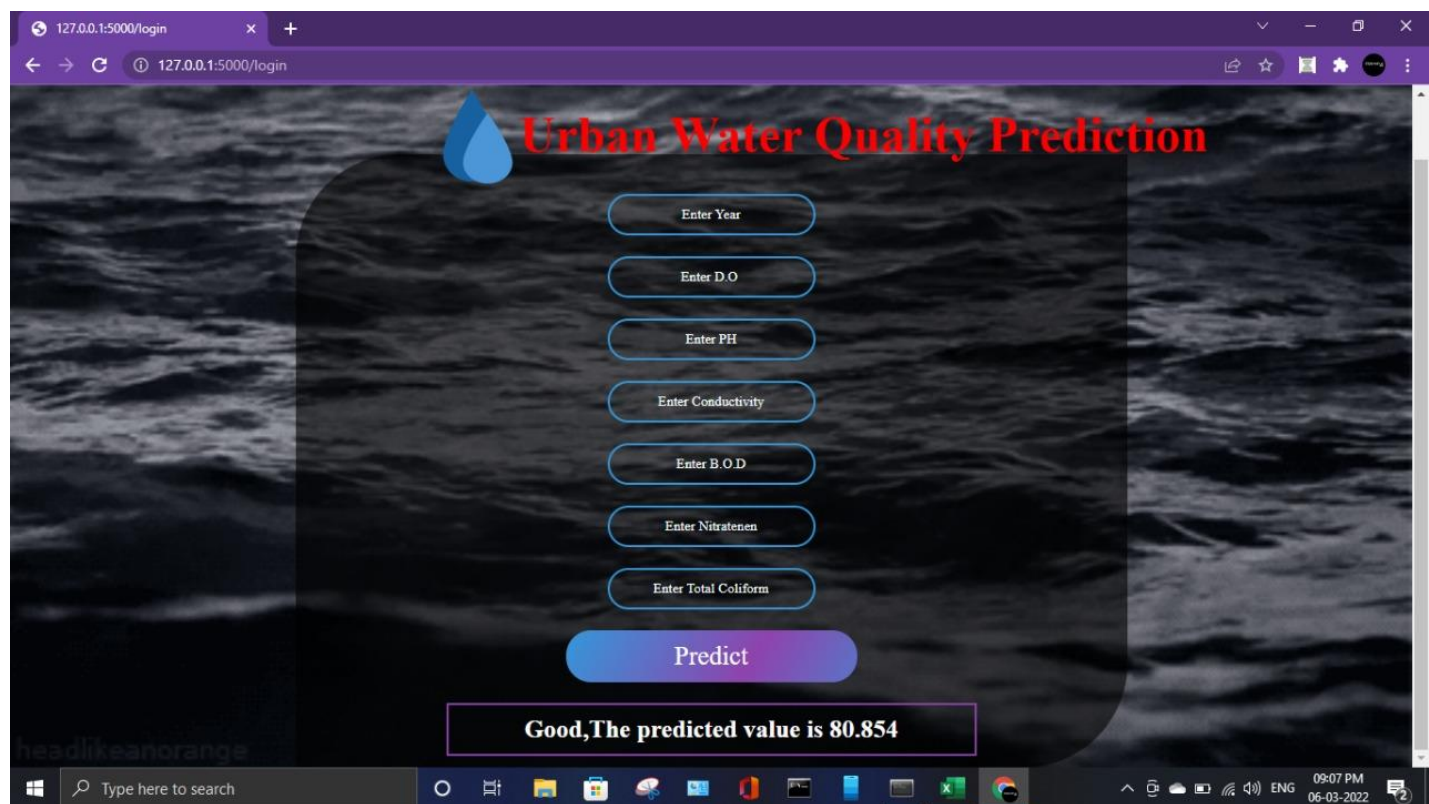 127.0.0.1:5000/login
127.0.0.1:5000/login
Urban Water Quality Prediction
Enter Year
Enter D.O
Enter PH
Enter Conductivity
Enter B.O.D
Enter Nitratenen
Enter Total Coliform
Predict
Good,The predicted value is 80.854
headlikeanorange
Type here to search
ENG
09:07 PM
06-03-2022
2